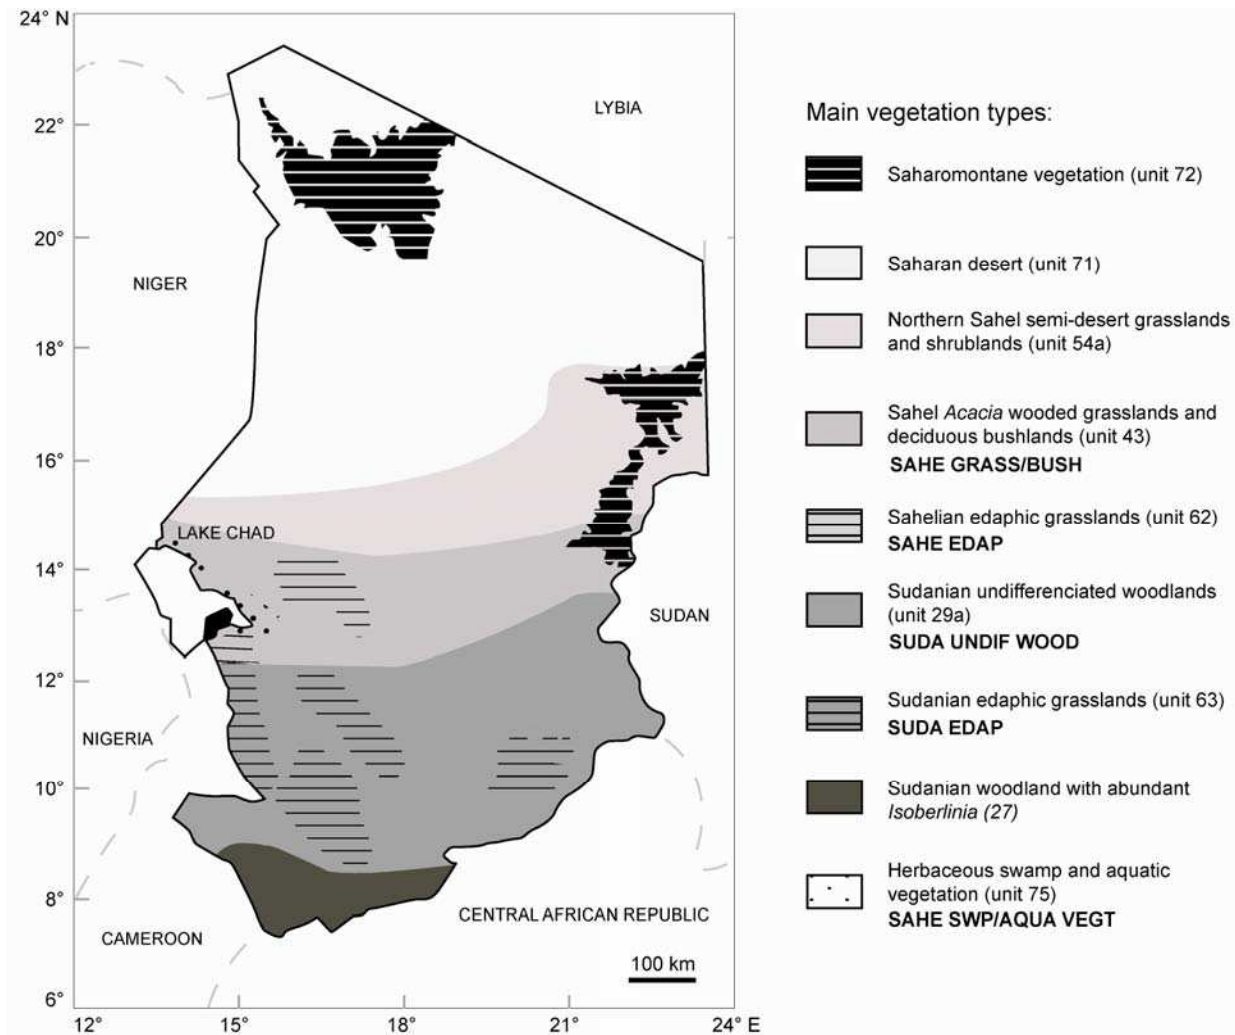 24° N
22°
20°
18°
16°
14°
12°
10°
8°
6°
12°
15°
18°
21°
24° E
LYBIA
NIGER
LAKE CHAD
SUDAN
NIGERIA
CAMEROON
CENTRAL AFRICAN REPUBLIC
100 km
Main vegetation types:
Saharomontane vegetation (unit 72)
Saharan desert (unit 71)
Northern Sahel semi-desert grasslands
and shrublands (unit 54a)
Sahel Acacia wooded grasslands and
deciduous bushlands (unit 43)
SAHE GRASS/BUSH
Sahelian edaphic grasslands (unit 62)
SAHE EDAP
Sudanian undifferenciated woodlands
(unit 29a)
SUDA UNDIF WOOD
Sudanian edaphic grasslands (unit 63)
SUDA EDAP
Sudanian woodland with abundant
Isoberlinia (27)
Herbaceous swamp and aquatic
vegetation (unit 75)
SAHE SWP/AQUA VEGT